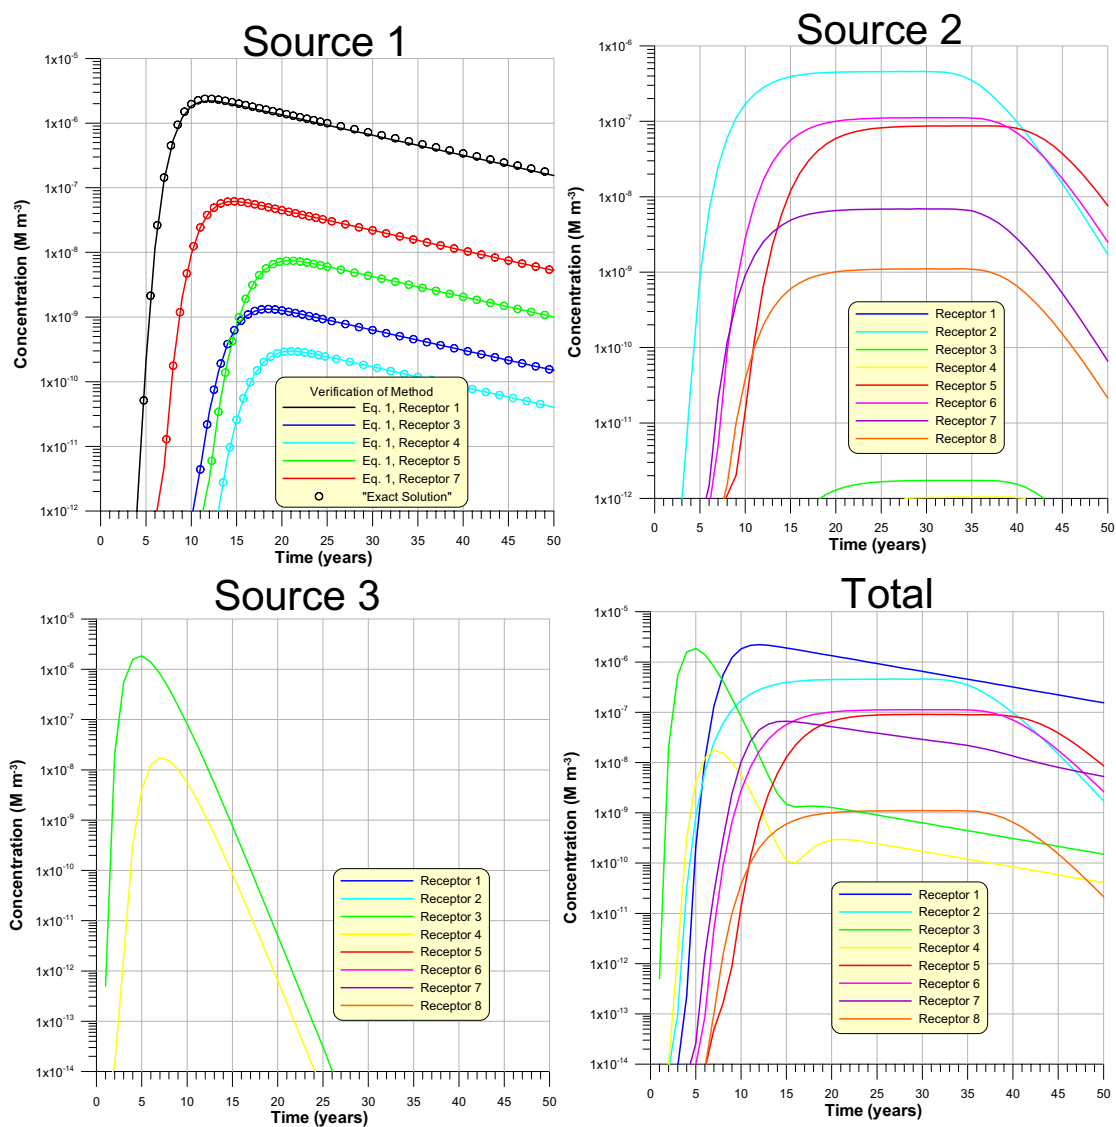 Source 1
1x10-5
1x10-6
1x10-7
1x10-8
1x10-9
1x10-10
1x10-11
1x10-12
Concentration (M m-3)
0 5 10 15 20 25 30 35 40 45 50
Time (years)
Verification of Method
Eq. 1, Receptor 1
Eq. 1, Receptor 3
Eq. 1, Receptor 4
Eq. 1, Receptor 5
Eq. 1, Receptor 7
"Exact Solution"
Source 2
1x10-6
1x10-7
1x10-8
1x10-9
1x10-10
1x10-11
1x10-12
Concentration (M m-3)
0 5 10 15 20 25 30 35 40 45 50
Time (years)
Receptor 1
Receptor 2
Receptor 3
Receptor 4
Receptor 5
Receptor 6
Receptor 7
Receptor 8
Source 3
1x10-5
1x10-6
1x10-7
1x10-8
1x10-9
1x10-10
1x10-11
1x10-12
1x10-13
1x10-14
Concentration (M m-3)
0 5 10 15 20 25 30 35 40 45 50
Time (years)
Receptor 1
Receptor 2
Receptor 3
Receptor 4
Receptor 5
Receptor 6
Receptor 7
Receptor 8
Total
1x10-5
1x10-6
1x10-7
1x10-8
1x10-9
1x10-10
1x10-11
1x10-12
1x10-13
1x10-14
Concentration (M m-3)
0 5 10 15 20 25 30 35 40 45 50
Time (years)
Receptor 1
Receptor 2
Receptor 3
Receptor 4
Receptor 5
Receptor 6
Receptor 7
Receptor 8